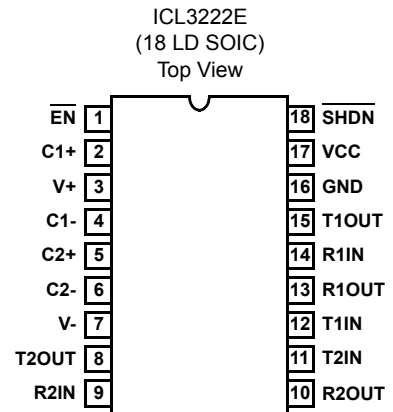 ICL3222E
(18 LD SOIC)
Top View
EN 1 18 SHDN
C1+ 2 17 VCC
V+ 3 16 GND
C1- 4 15 T1OUT
C2+ 5 14 R1IN
C2- 6 13 R1OUT
V- 7 12 T1IN
T2OUT 8 11 T2IN
R2IN 9 10 R2OUT